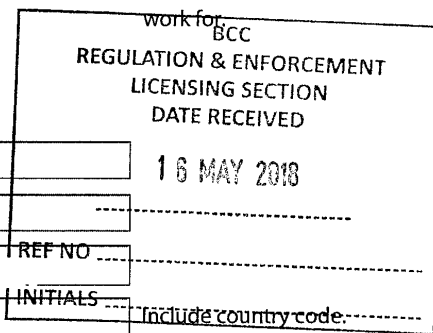 work for.
BCC
REGULATION & ENFORCEMENT
LICENSING SECTION
DATE RECEIVED
16 MAY 2018
REF NO
INITIALS
Include country code.